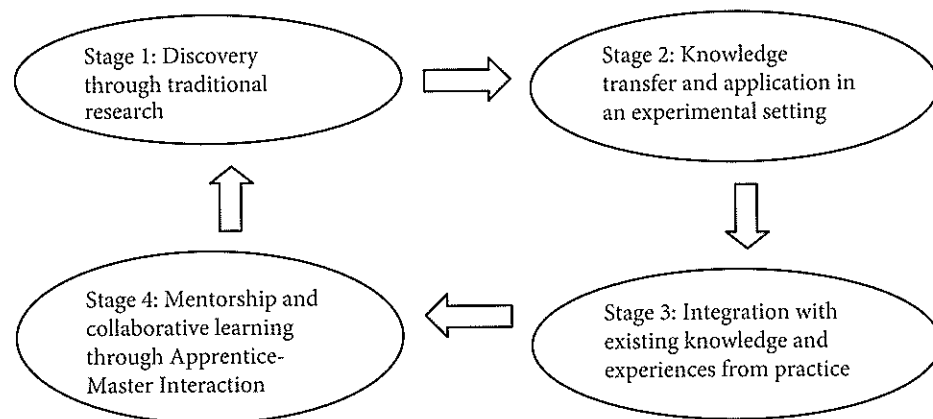 Stage 1: Discovery
through traditional
research
Stage 2: Knowledge
transfer and application in
an experimental setting
Stage 3: Integration with
existing knowledge and
experiences from practice
Stage 4: Mentorship and
collaborative learning
through Apprentice-
Master Interaction